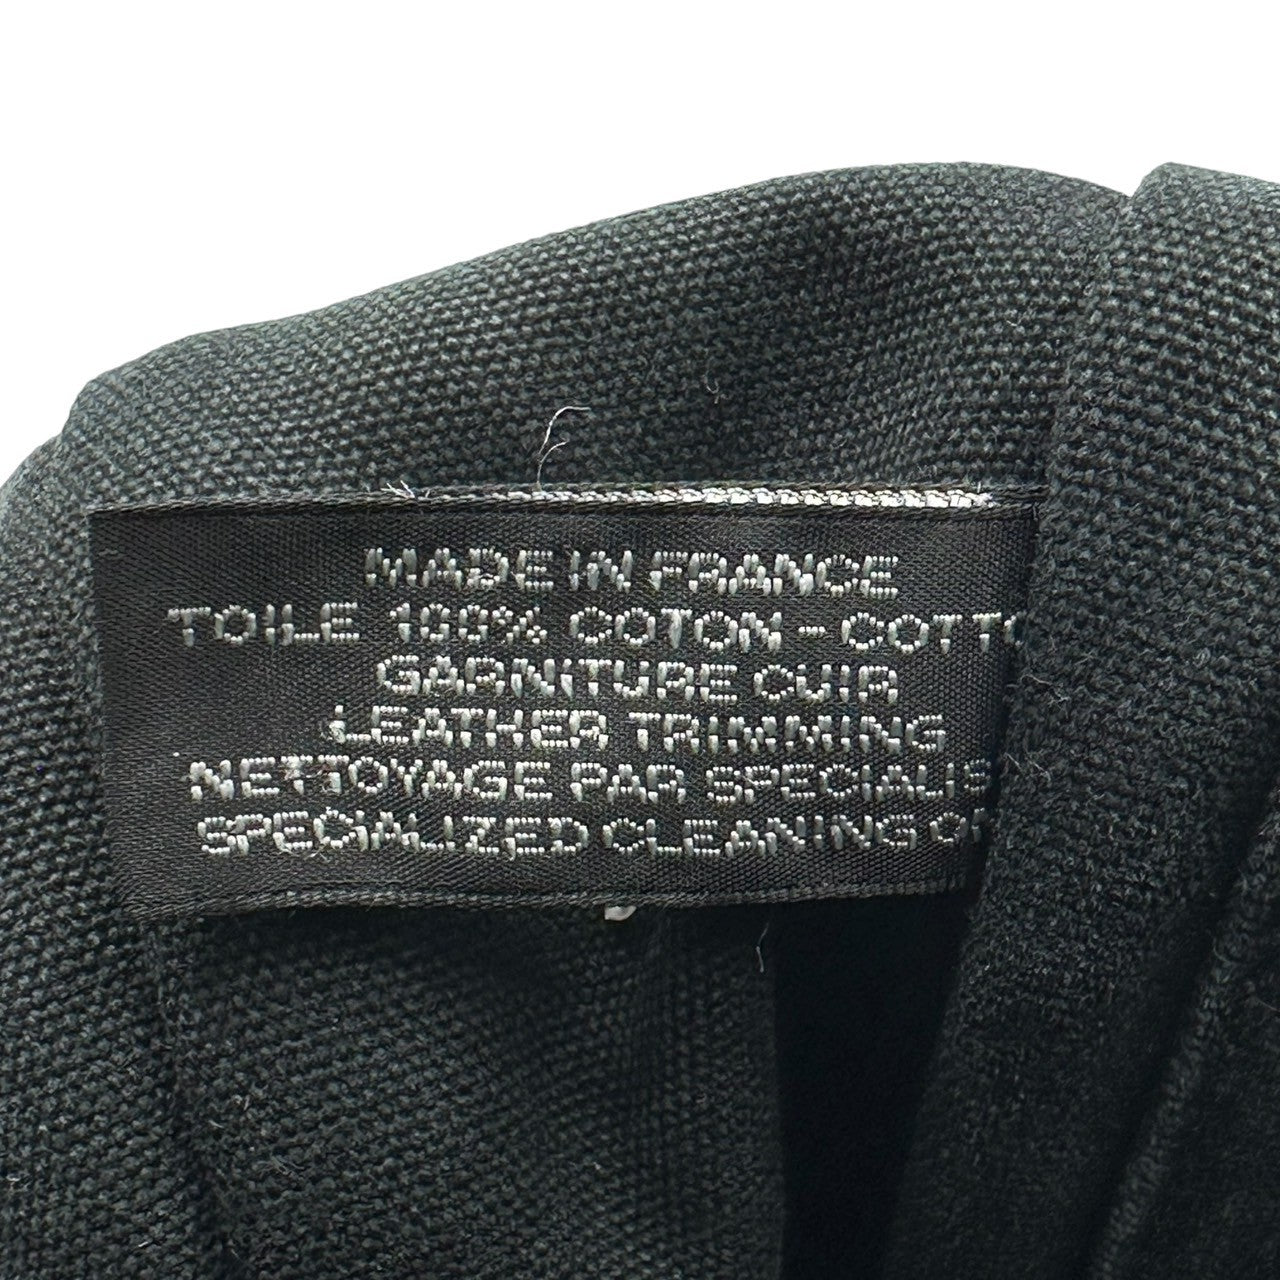 MADE IN FRANCE
TOILE 100% COTON - COTTO
GARNITURE CUIR
LEATHER TRIMMING
NETTOYAGE PAR SPECIALIS
SPECIALIZED CLEANING O